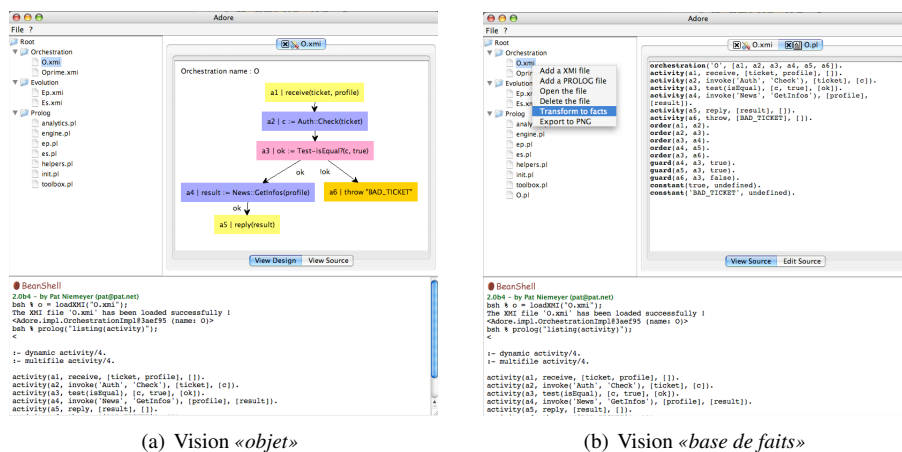 Adore
File ?
Root
Orchestration
O.xmi
Oprime.xmi
Evolution
Ep.xmi
Es.xmi
Prolog
analytics.pl
engine.pl
ep.pl
es.pl
helpers.pl
init.pl
toolbox.pl
O.xmi
Orchestration name : O
a1 | receive(ticket, profile)
a2 | c := Auth::Check(ticket)
a3 | ok := Test-isEqual?(c, true)
ok !ok
a4 | result := News::GetInfos(profile)
a6 | throw "BAD_TICKET"
ok
a5 | reply(result)
View Design View Source
BeanShell
2.0b4 - by Pat Niemeyer (pat@pat.net)
bsh % o = loadXMI("O.xmi");
The XMI file 'O.xmi' has been loaded successfully !
<Adore.impl.OrchestrationImpl@3aef95 (name: O)>
bsh % prolog("listing(activity)");
<
:- dynamic activity/4.
:- multifile activity/4.
activity(a1, receive, [ticket, profile], []).
activity(a2, invoke('Auth', 'Check'), [ticket], [c]).
activity(a3, test(isEqual), [c, true], [ok]).
activity(a4, invoke('News', 'GetInfos'), [profile], [result]).
activity(a5, reply, [result], []).
(a) Vision «objet»
Adore
File ?
Root
Orchestration
O.xmi
Oprim
Evolution
Ep.x
Es.xm
Prolog
analy
engine.pl
ep.pl
es.pl
helpers.pl
init.pl
toolbox.pl
O.pl
Add a XMI file
Add a PROLOG file
Open the file
Delete the file
Transform to facts
Export to PNG
O.xmi O.pl
orchestration('O', [a1, a2, a3, a4, a5, a6]).
activity(a1, receive, [ticket, profile], []).
activity(a2, invoke('Auth', 'Check'), [ticket], [c]).
activity(a3, test(isEqual), [c, true], [ok]).
activity(a4, invoke('News', 'GetInfos'), [profile],
[result]).
activity(a5, reply, [result], []).
activity(a6, throw, [BAD_TICKET], []).
order(a1, a2).
order(a2, a3).
order(a3, a4).
order(a4, a5).
order(a3, a6).
guard(a4, a3, true).
guard(a5, a3, true).
guard(a6, a3, false).
constant(true, undefined).
constant('BAD_TICKET', undefined).
View Source Edit Source
BeanShell
2.0b4 - by Pat Niemeyer (pat@pat.net)
bsh % o = loadXMI("O.xmi");
The XMI file 'O.xmi' has been loaded successfully !
<Adore.impl.OrchestrationImpl@3aef95 (name: O)>
bsh % prolog("listing(activity)");
<
:- dynamic activity/4.
:- multifile activity/4.
activity(a1, receive, [ticket, profile], []).
activity(a2, invoke('Auth', 'Check'), [ticket], [c]).
activity(a3, test(isEqual), [c, true], [ok]).
activity(a4, invoke('News', 'GetInfos'), [profile], [result]).
activity(a5, reply, [result], []).
(b) Vision «base de faits»